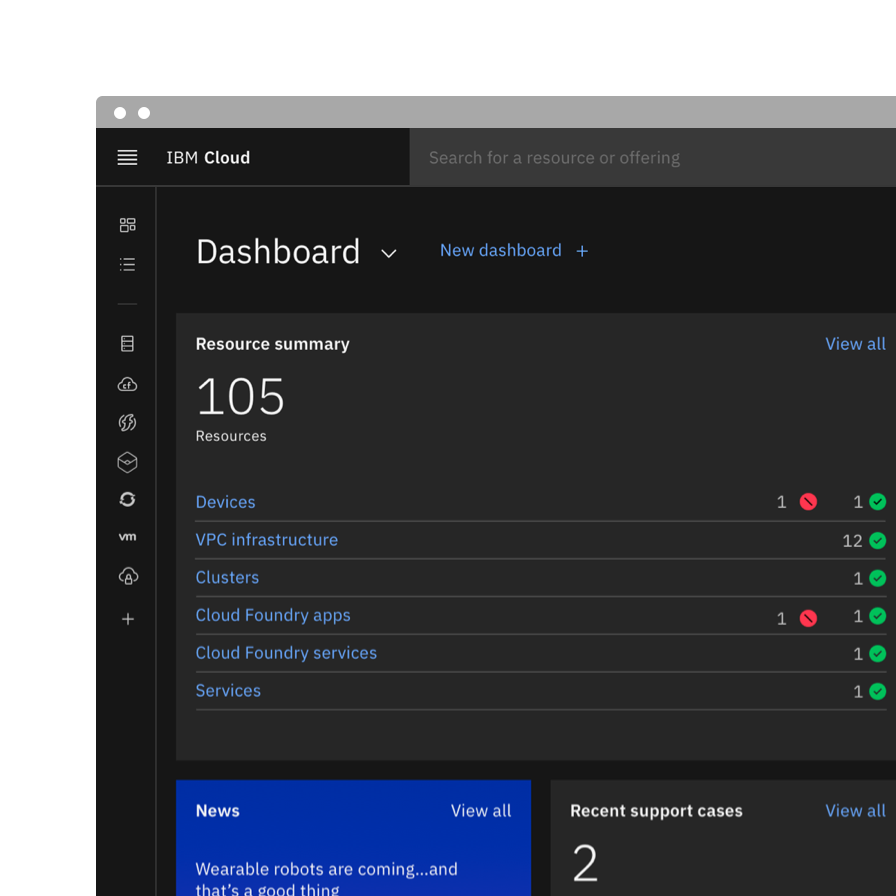 IBM Cloud
Search for a resource or offering
Dashboard
New dashboard +
Resource summary
View all
105
Resources
Devices 1 1
VPC infrastructure 12
Clusters 1
cf
Cloud Foundry apps 1 1
Cloud Foundry services 1
vm
Services 1
News
View all
Wearable robots are coming...and
that's a good thing
Recent support cases
View all
2